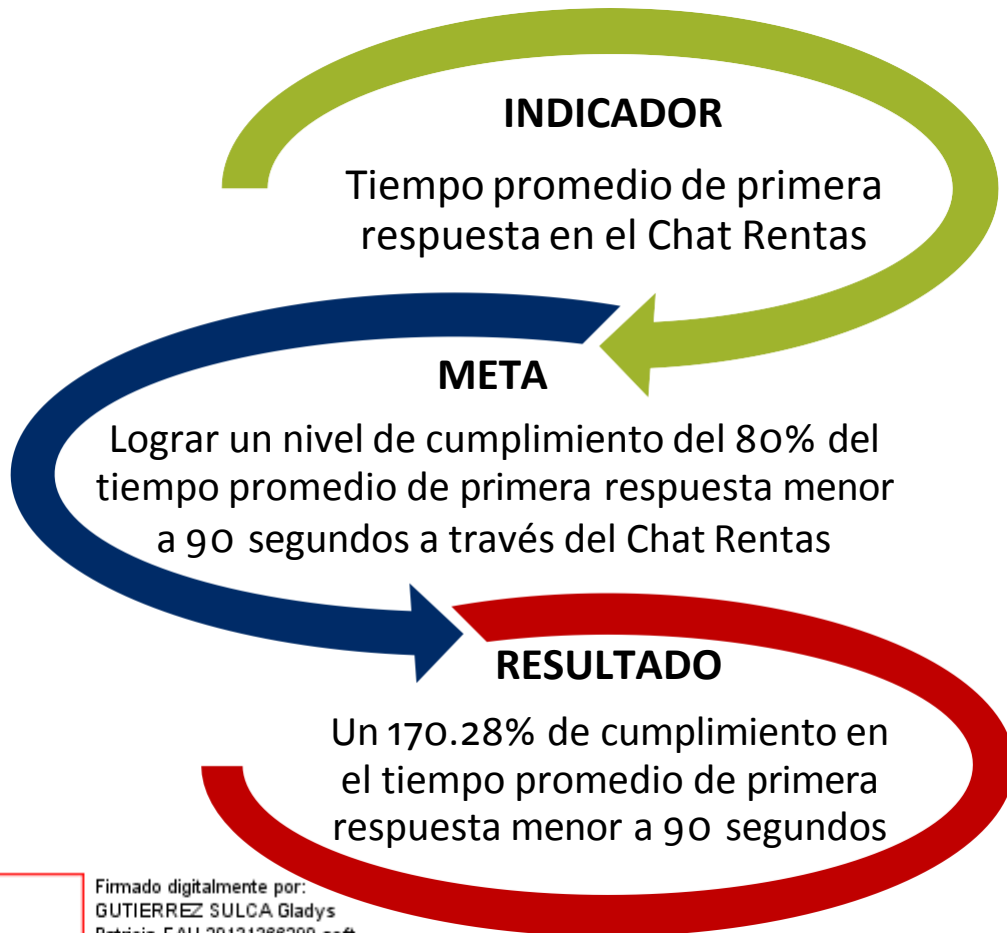 INDICADOR
Tiempo promedio de primera
respuesta en el Chat Rentas
META
Lograr un nivel de cumplimiento del 80% del
tiempo promedio de primera respuesta menor
a 90 segundos a través del Chat Rentas
RESULTADO
Un 170.28% de cumplimiento en
el tiempo promedio de primera
respuesta menor a 90 segundos
Firmado digitalmente por:
GUTIERREZ SULCA Gladys